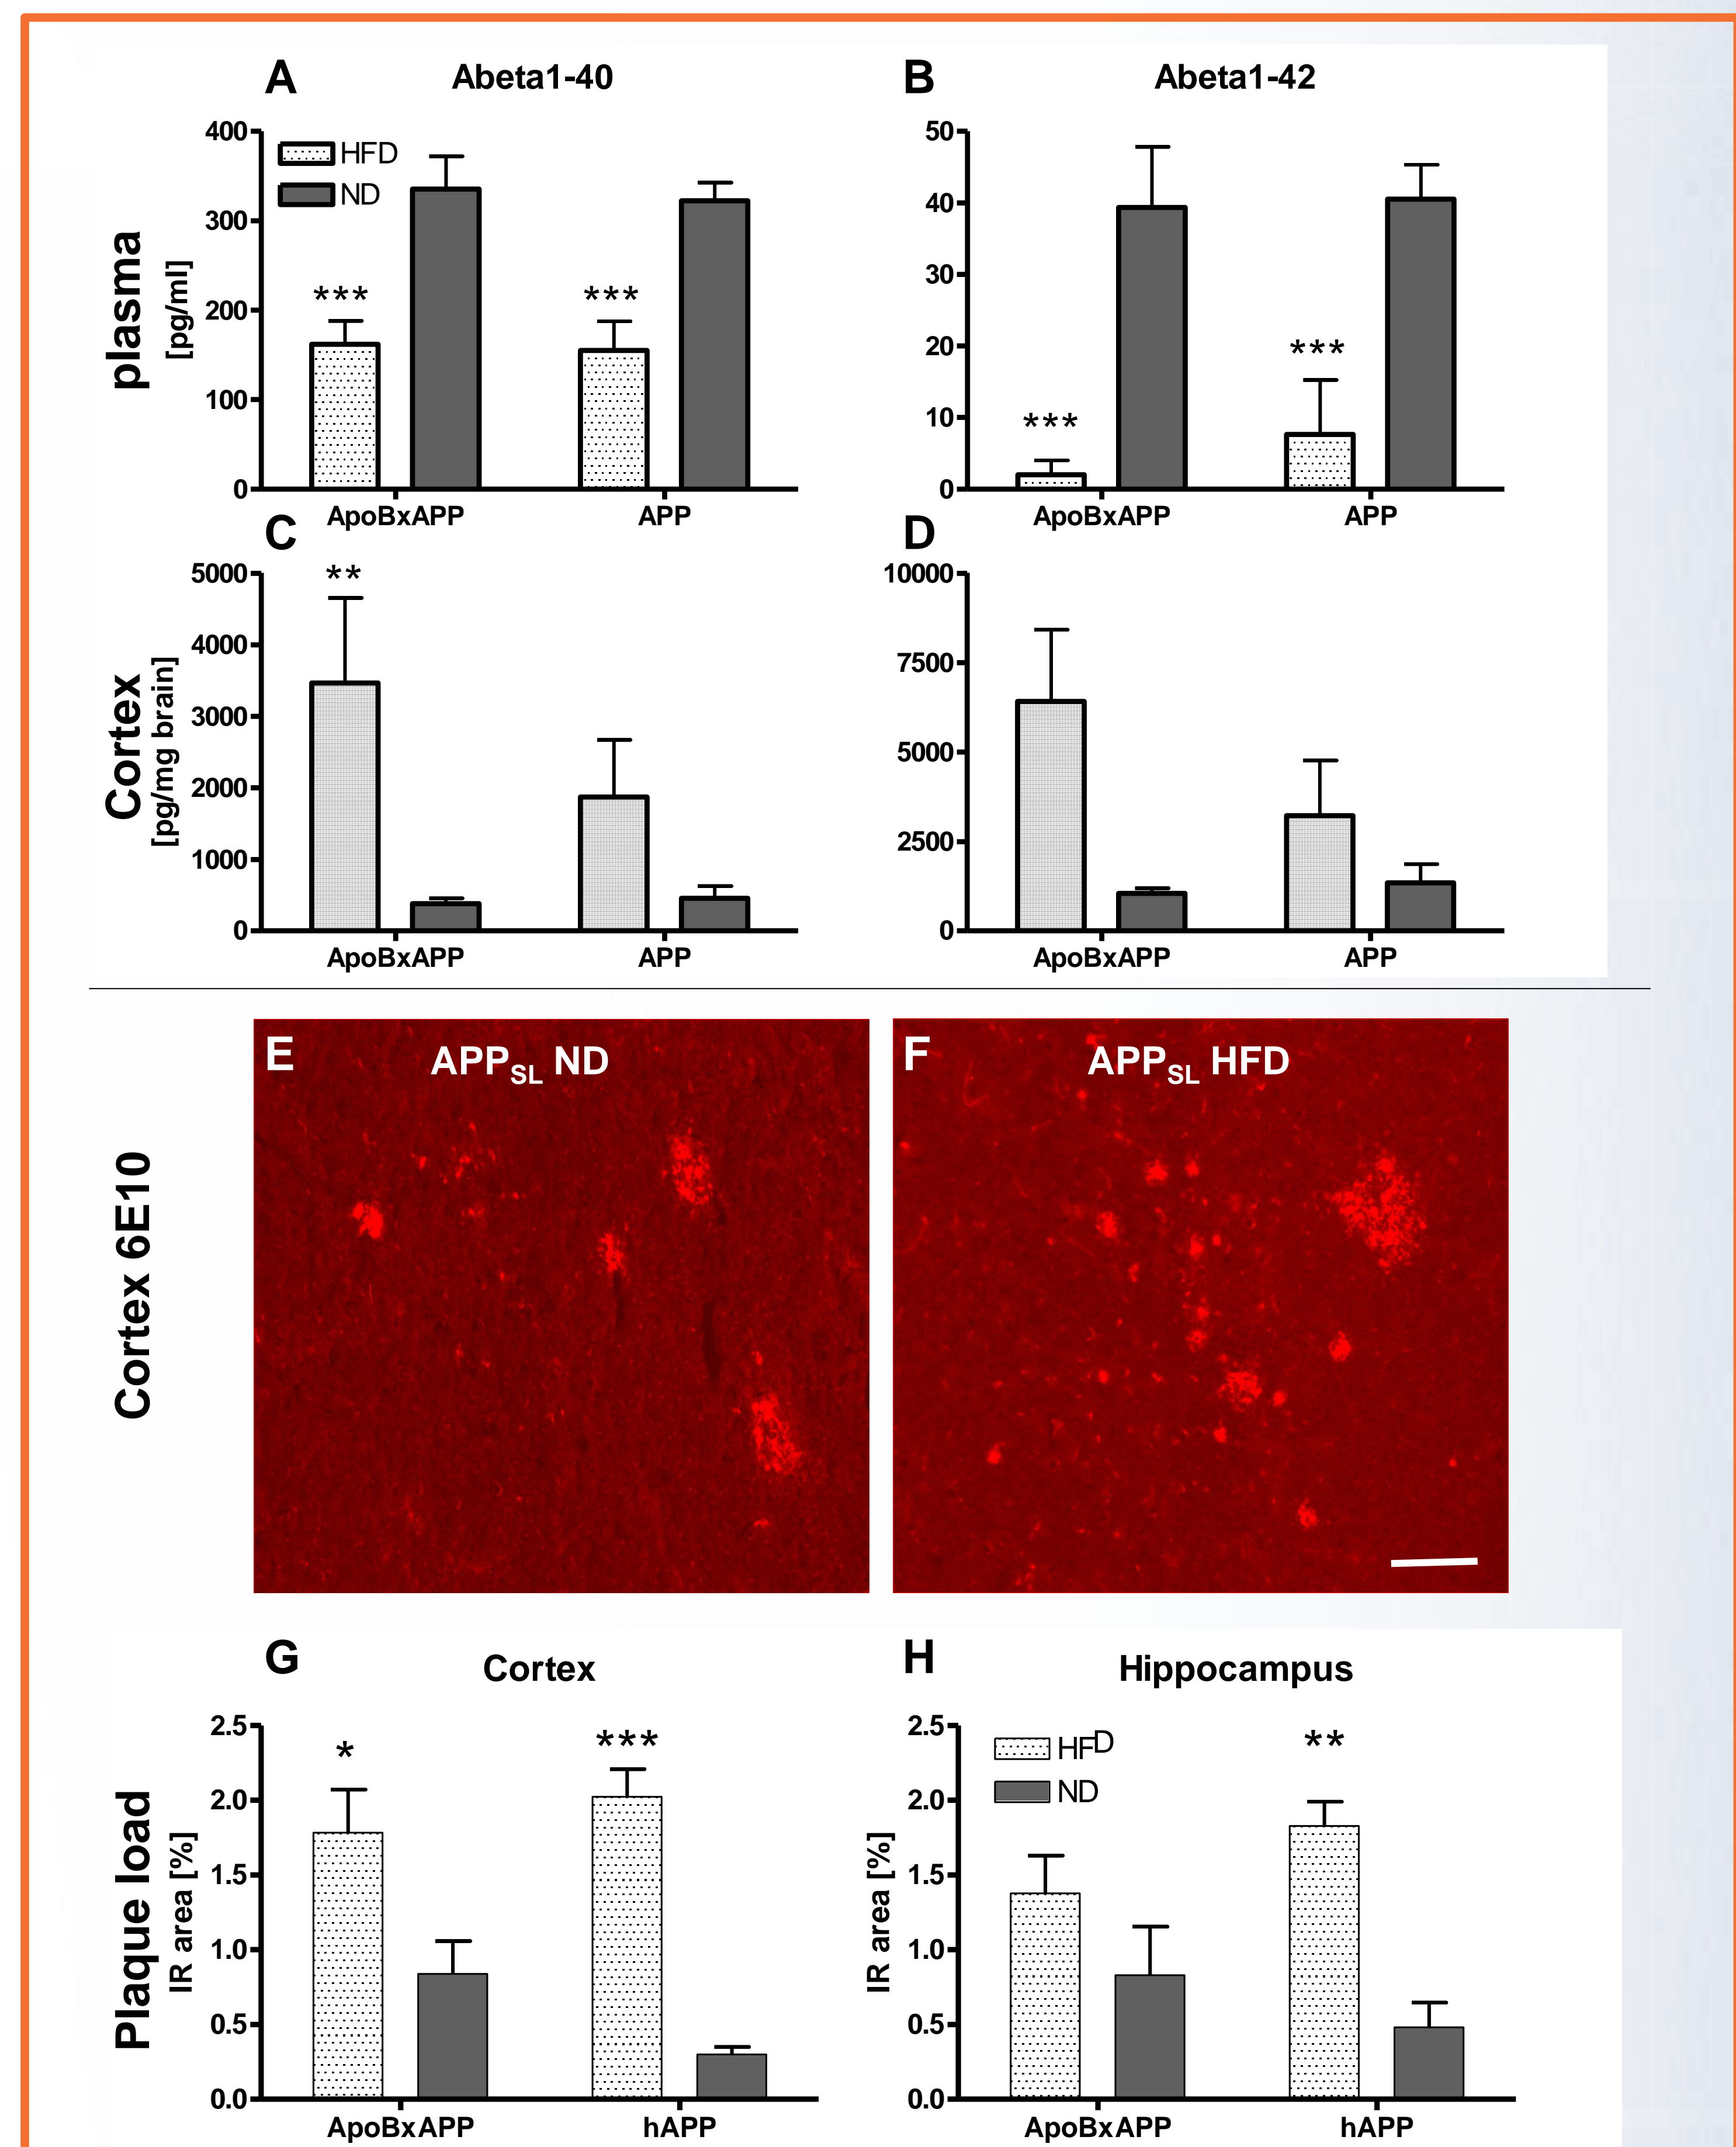 A Abeta1-40
B Abeta1-42
plasma
[pg/ml]
400
300
200
100
0
HFD
ND
***
***
ApoBxAPP
APP
50
40
30
20
10
0
***
***
ApoBxAPP
APP
C
D
Cortex
[pg/mg brain]
5000
4000
3000
2000
1000
0
**
ApoBxAPP
APP
10000
7500
5000
2500
0
ApoBxAPP
APP
Cortex 6E10
E APPSL ND
F APPSL HFD
G Cortex
H Hippocampus
Plaque load
IR area [%]
2.5
2.0
1.5
1.0
0.5
0.0
*
***
ApoBxAPP
hAPP
IR area [%]
2.5
2.0
1.5
1.0
0.5
0.0
HFD
ND
**
ApoBxAPP
hAPP